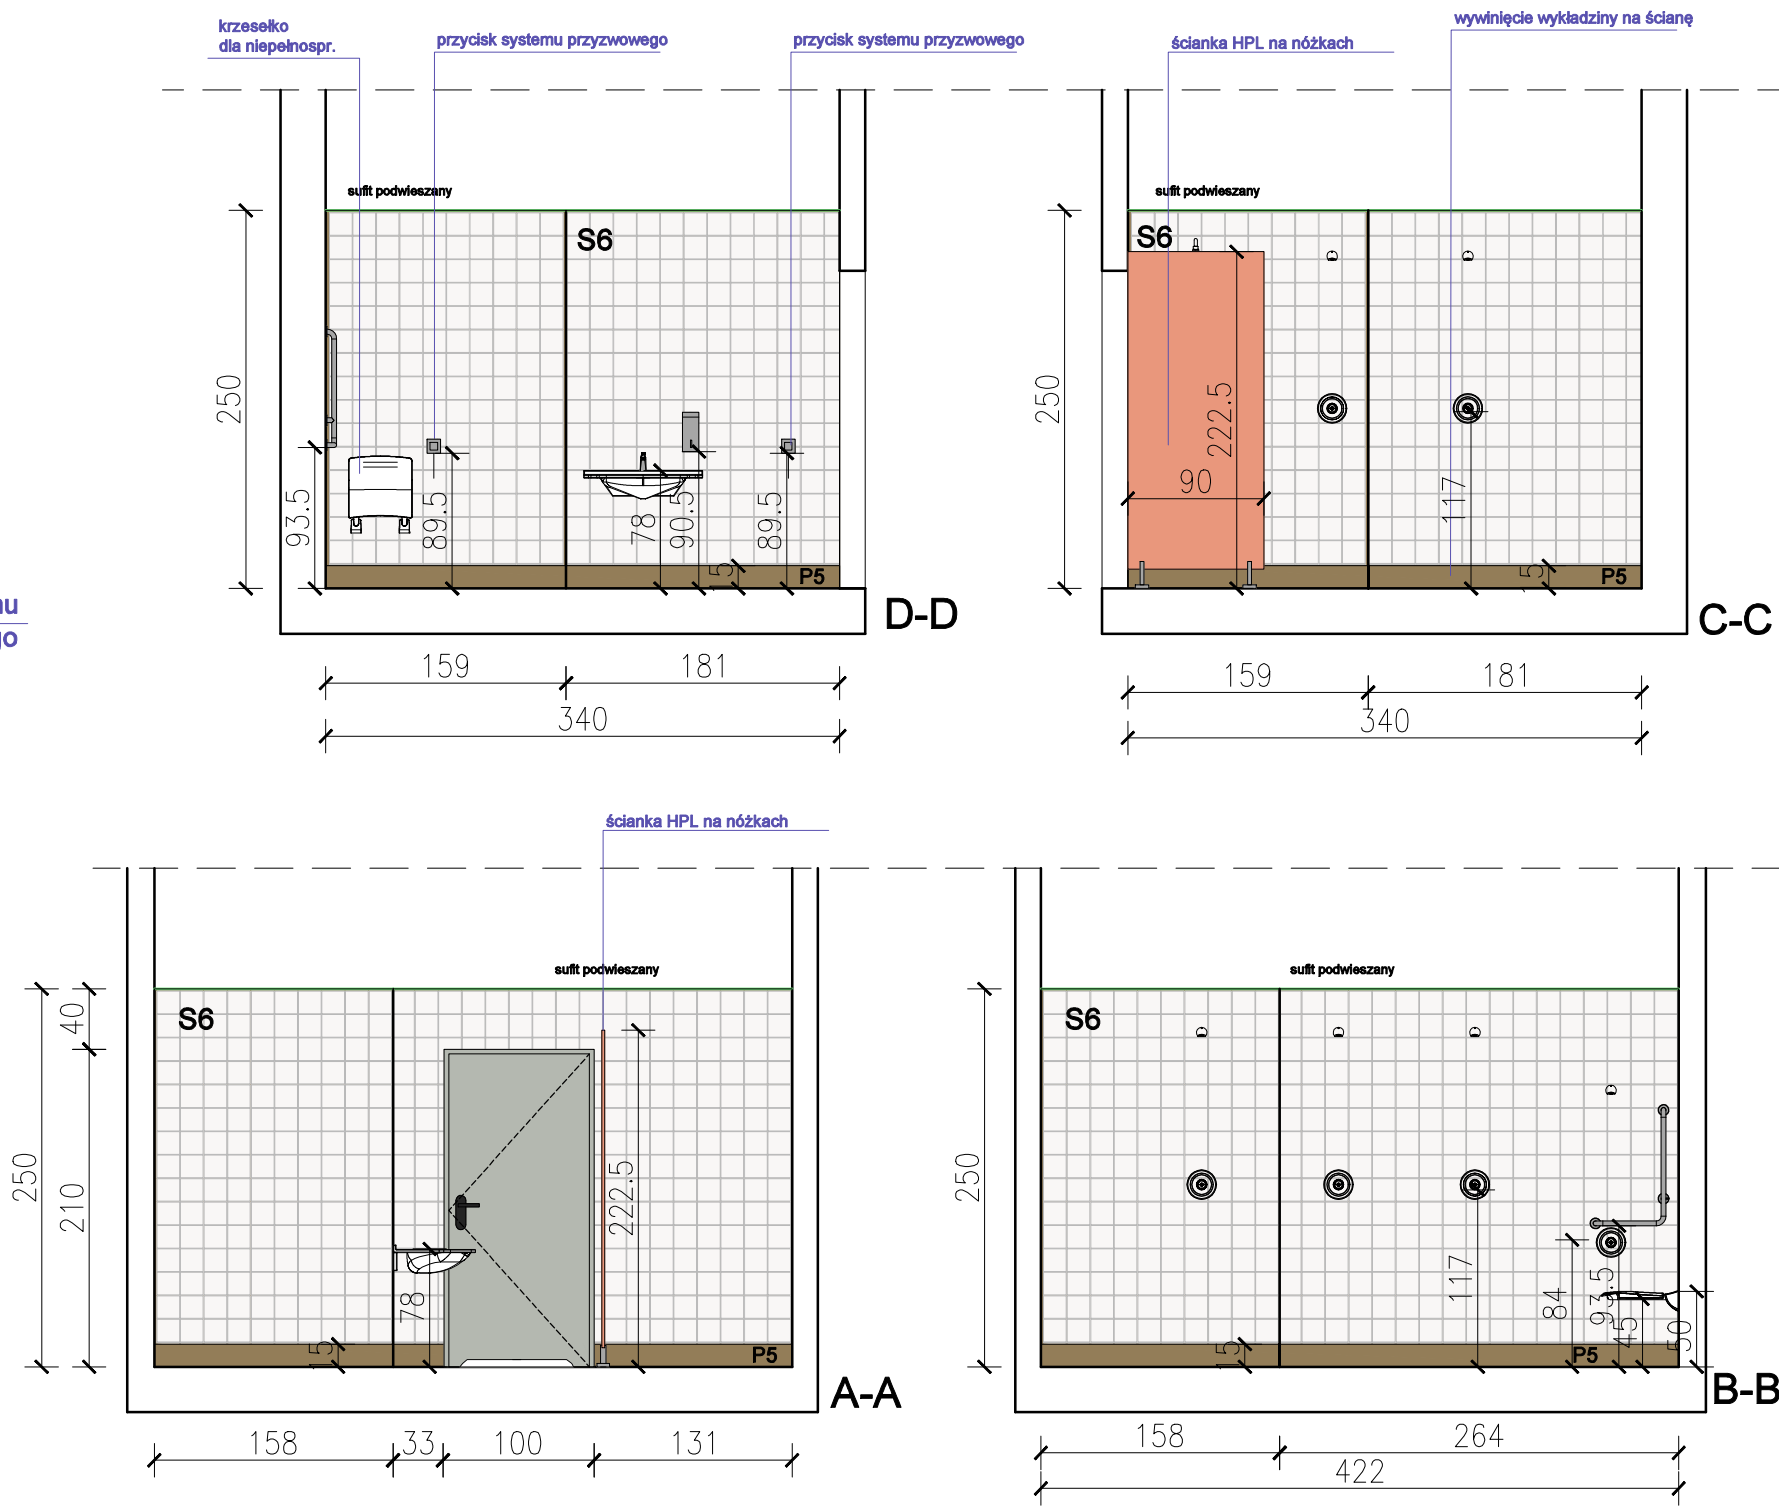 krzesełko
dla niepełnospr.
przycisk systemu przyzwowego
przycisk systemu przyzwowego
ścianka HPL na nóżkach
wywinięcie wykładziny na ścianę
sufit podwieszany
sufit podwieszany
S6
S6
250
93.5
89.5
78
90.5
89.5
15
P5
D-D
250
222.5
90
117
15
P5
C-C
go
159
181
340
159
181
340
ścianka HPL na nóżkach
sufit podwieszany
sufit podwieszany
S6
S6
250
40
210
222.5
78
15
P5
A-A
250
117
84
93.5
45
50
15
P5
B-B
158
33
100
131
158
264
422